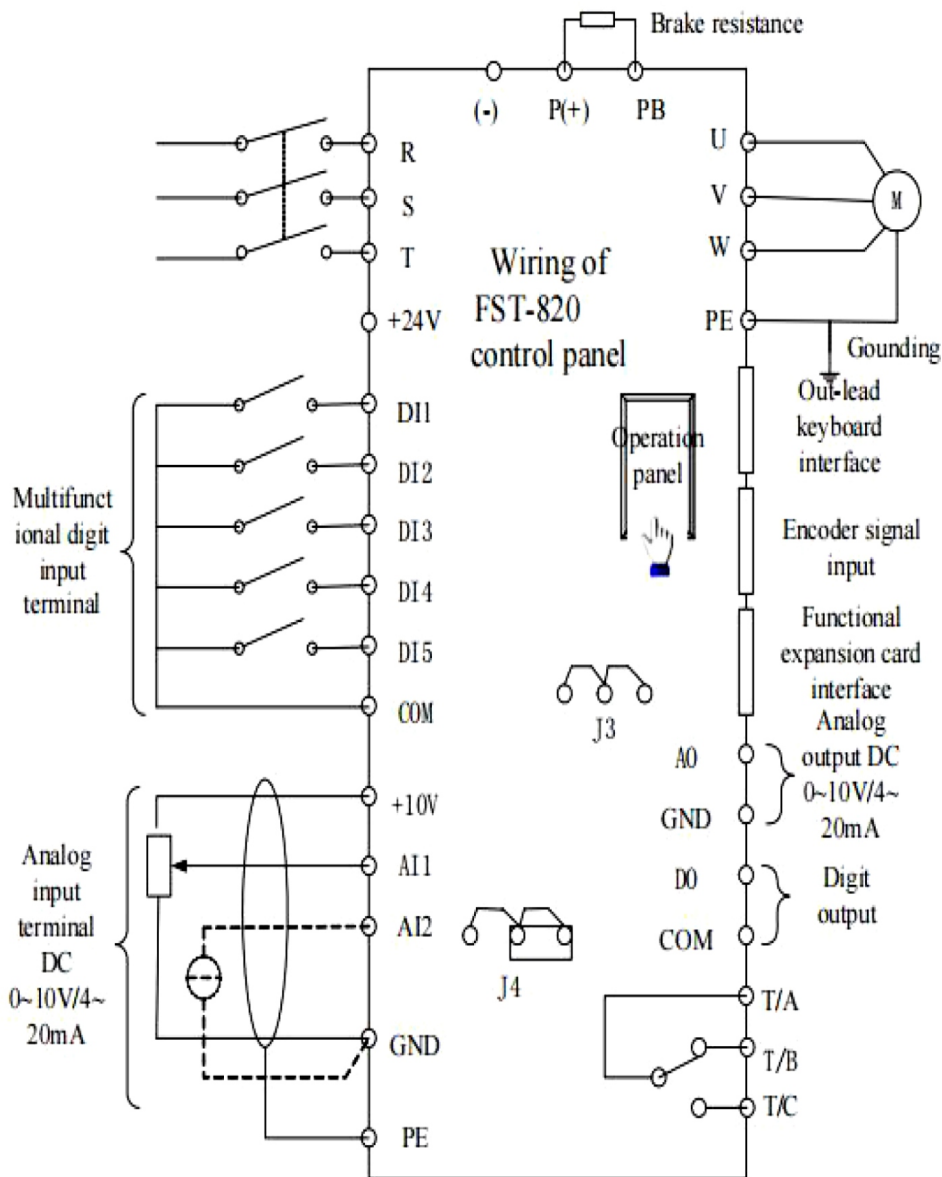 Brake resistance
(-)
P(+)
PB
R
S
T
+24V
U
V
W
M
PE
Gounding
Wiring of
FST-820
control panel
Multifunct
ional digit
input
terminal
DI1
DI2
DI3
DI4
DI5
COM
Operation
panel
Out-lead
keyboard
interface
Encoder signal
input
Functional
expansion card
interface
J3
Analog
output DC
0~10V/4~
20mA
AO
GND
DO
COM
Digit
output
Analog
input
terminal
DC
0~10V/4~
20mA
+10V
AI1
AI2
GND
PE
J4
T/A
T/B
T/C